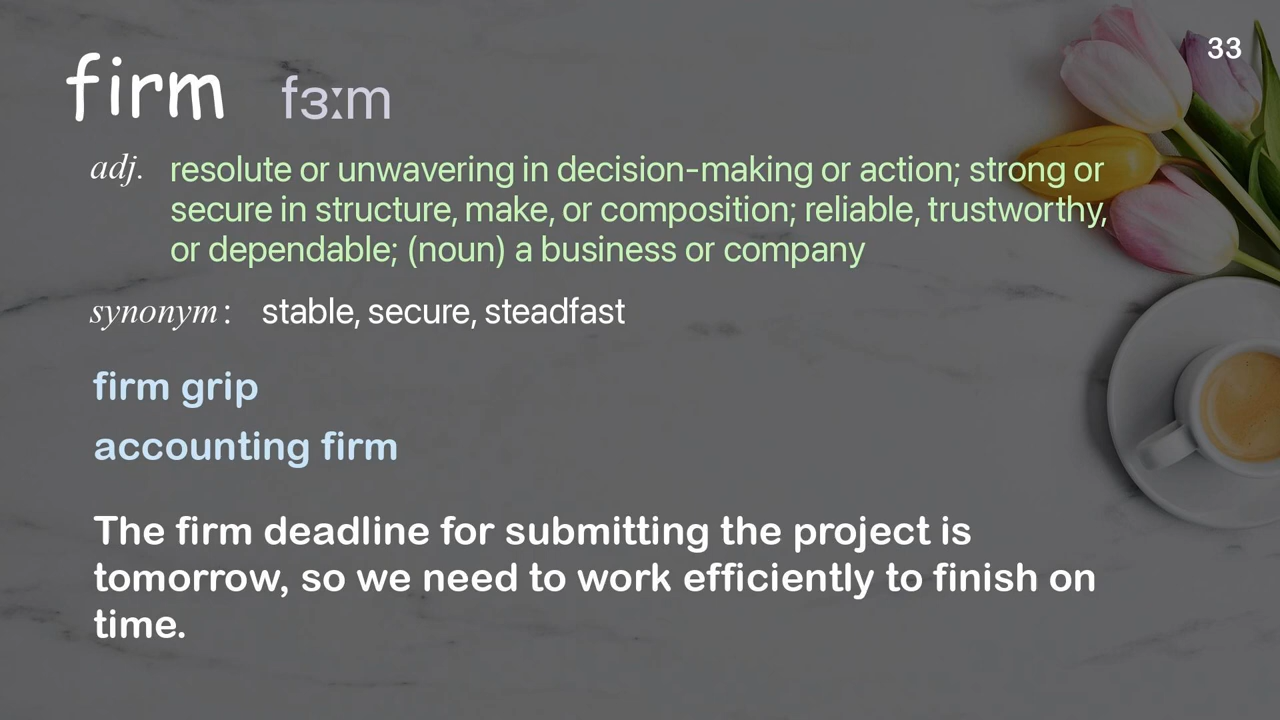 33
firm fɜːm
adj. resolute or unwavering in decision-making or action; strong or
secure in structure, make, or composition; reliable, trustworthy,
or dependable; (noun) a business or company
synonym: stable, secure, steadfast
firm grip
accounting firm
The firm deadline for submitting the project is
tomorrow, so we need to work efficiently to finish on
time.